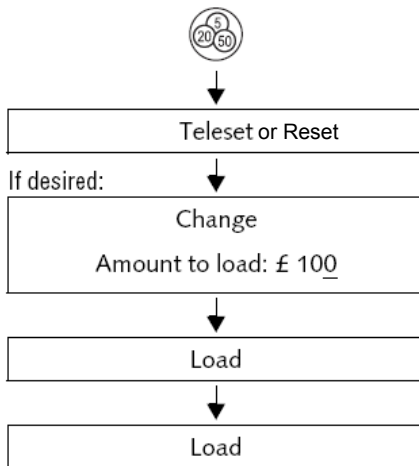 5
20 50
Teleset or Reset
If desired:
Change
Amount to load: £ 100
Load
Load